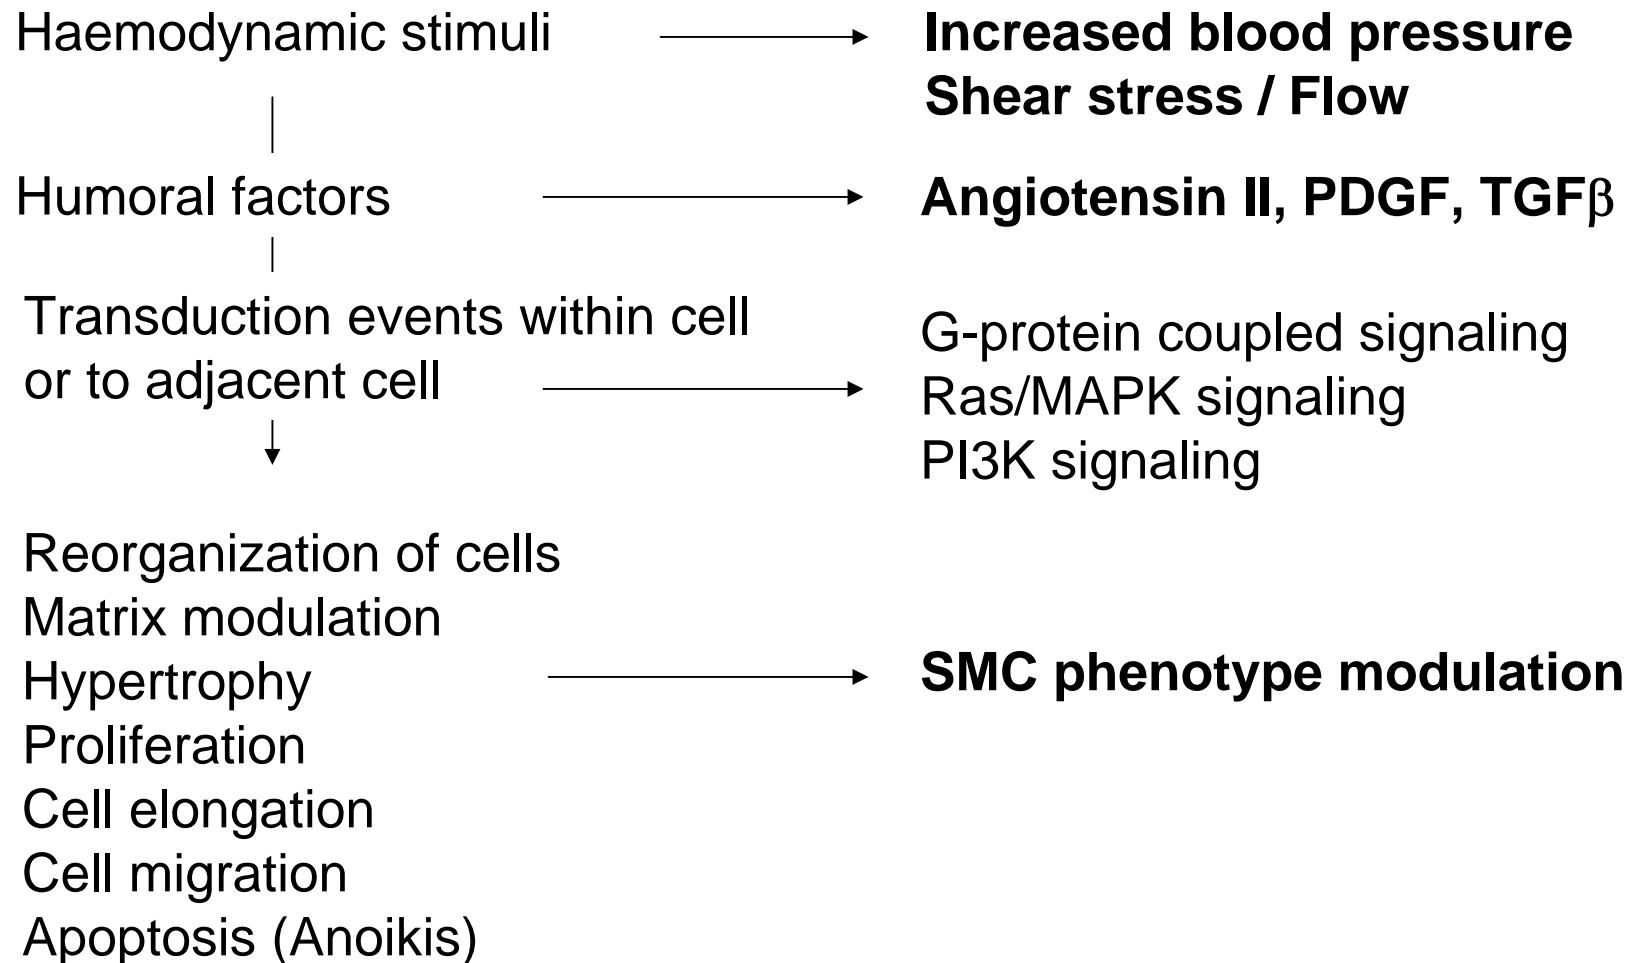 Haemodynamic stimuli
Increased blood pressure
Shear stress / Flow
Humoral factors
Angiotensin II, PDGF, TGFβ
Transduction events within cell
or to adjacent cell
G-protein coupled signaling
Ras/MAPK signaling
PI3K signaling
Reorganization of cells
Matrix modulation
Hypertrophy
Proliferation
Cell elongation
Cell migration
Apoptosis (Anoikis)
SMC phenotype modulation